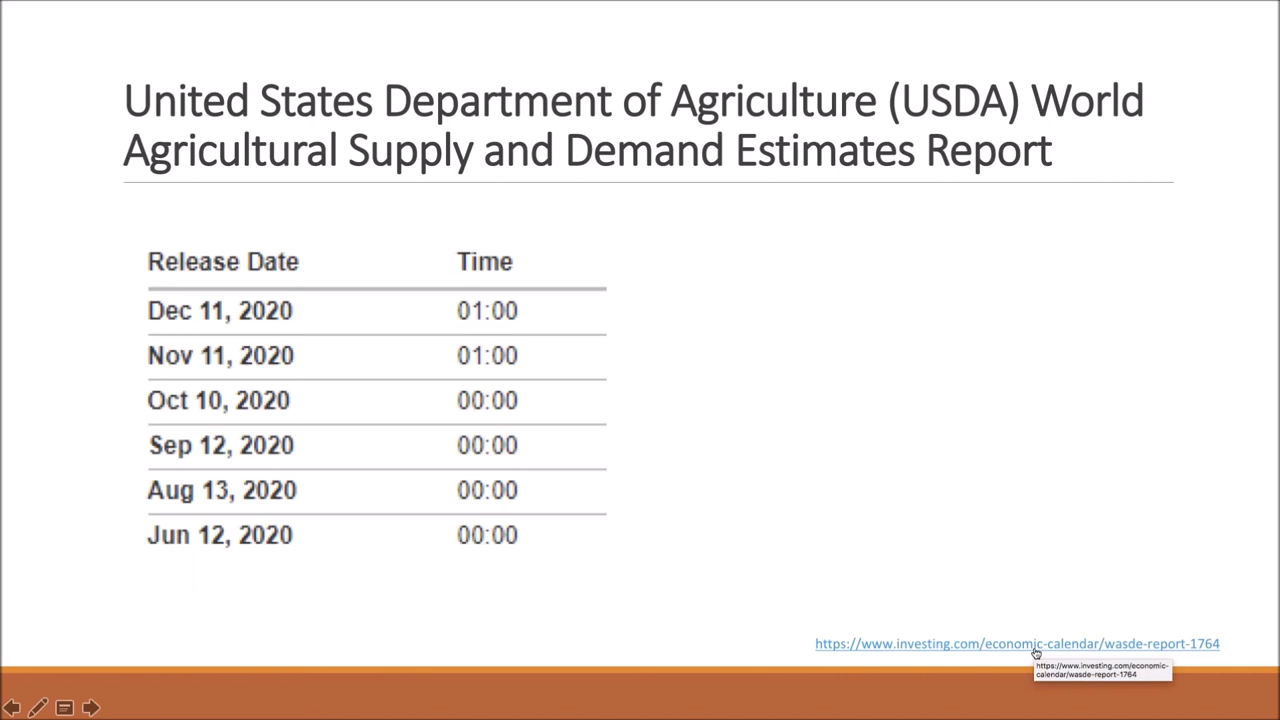 United States Department of Agriculture (USDA) World
Agricultural Supply and Demand Estimates Report
Release Date Time
Dec 11, 2020 01:00
Nov 11, 2020 01:00
Oct 10, 2020 00:00
Sep 12, 2020 00:00
Aug 13, 2020 00:00
Jun 12, 2020 00:00
https://www.investing.com/economic-calendar/wasde-report-1764
https://www.investing.com/economic-
calendar/wasde-report-1764